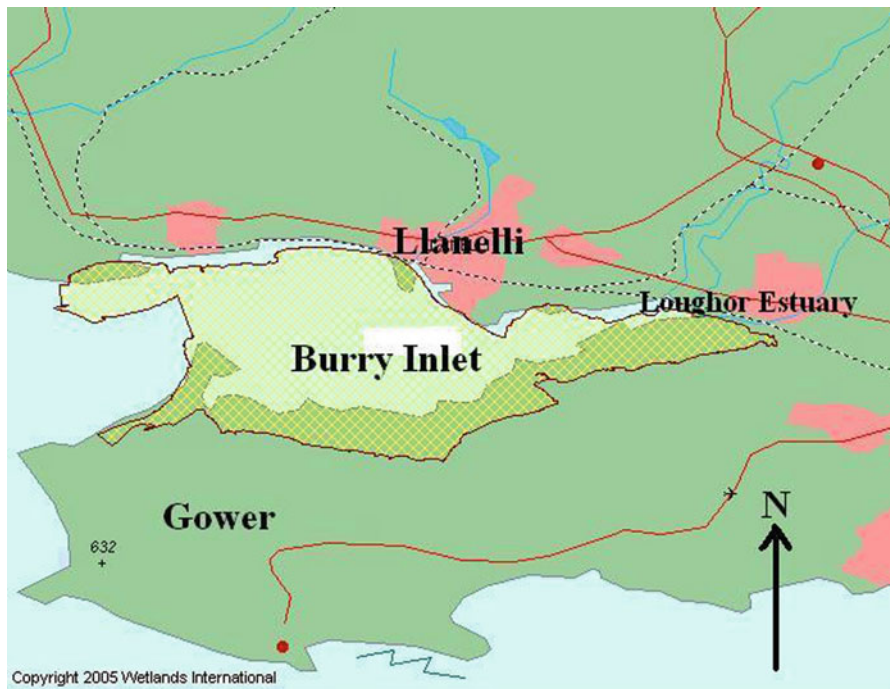 Llanelli
Loughor Estuary
Burry Inlet
Gower
N
632
Copyright 2005 Wetlands International